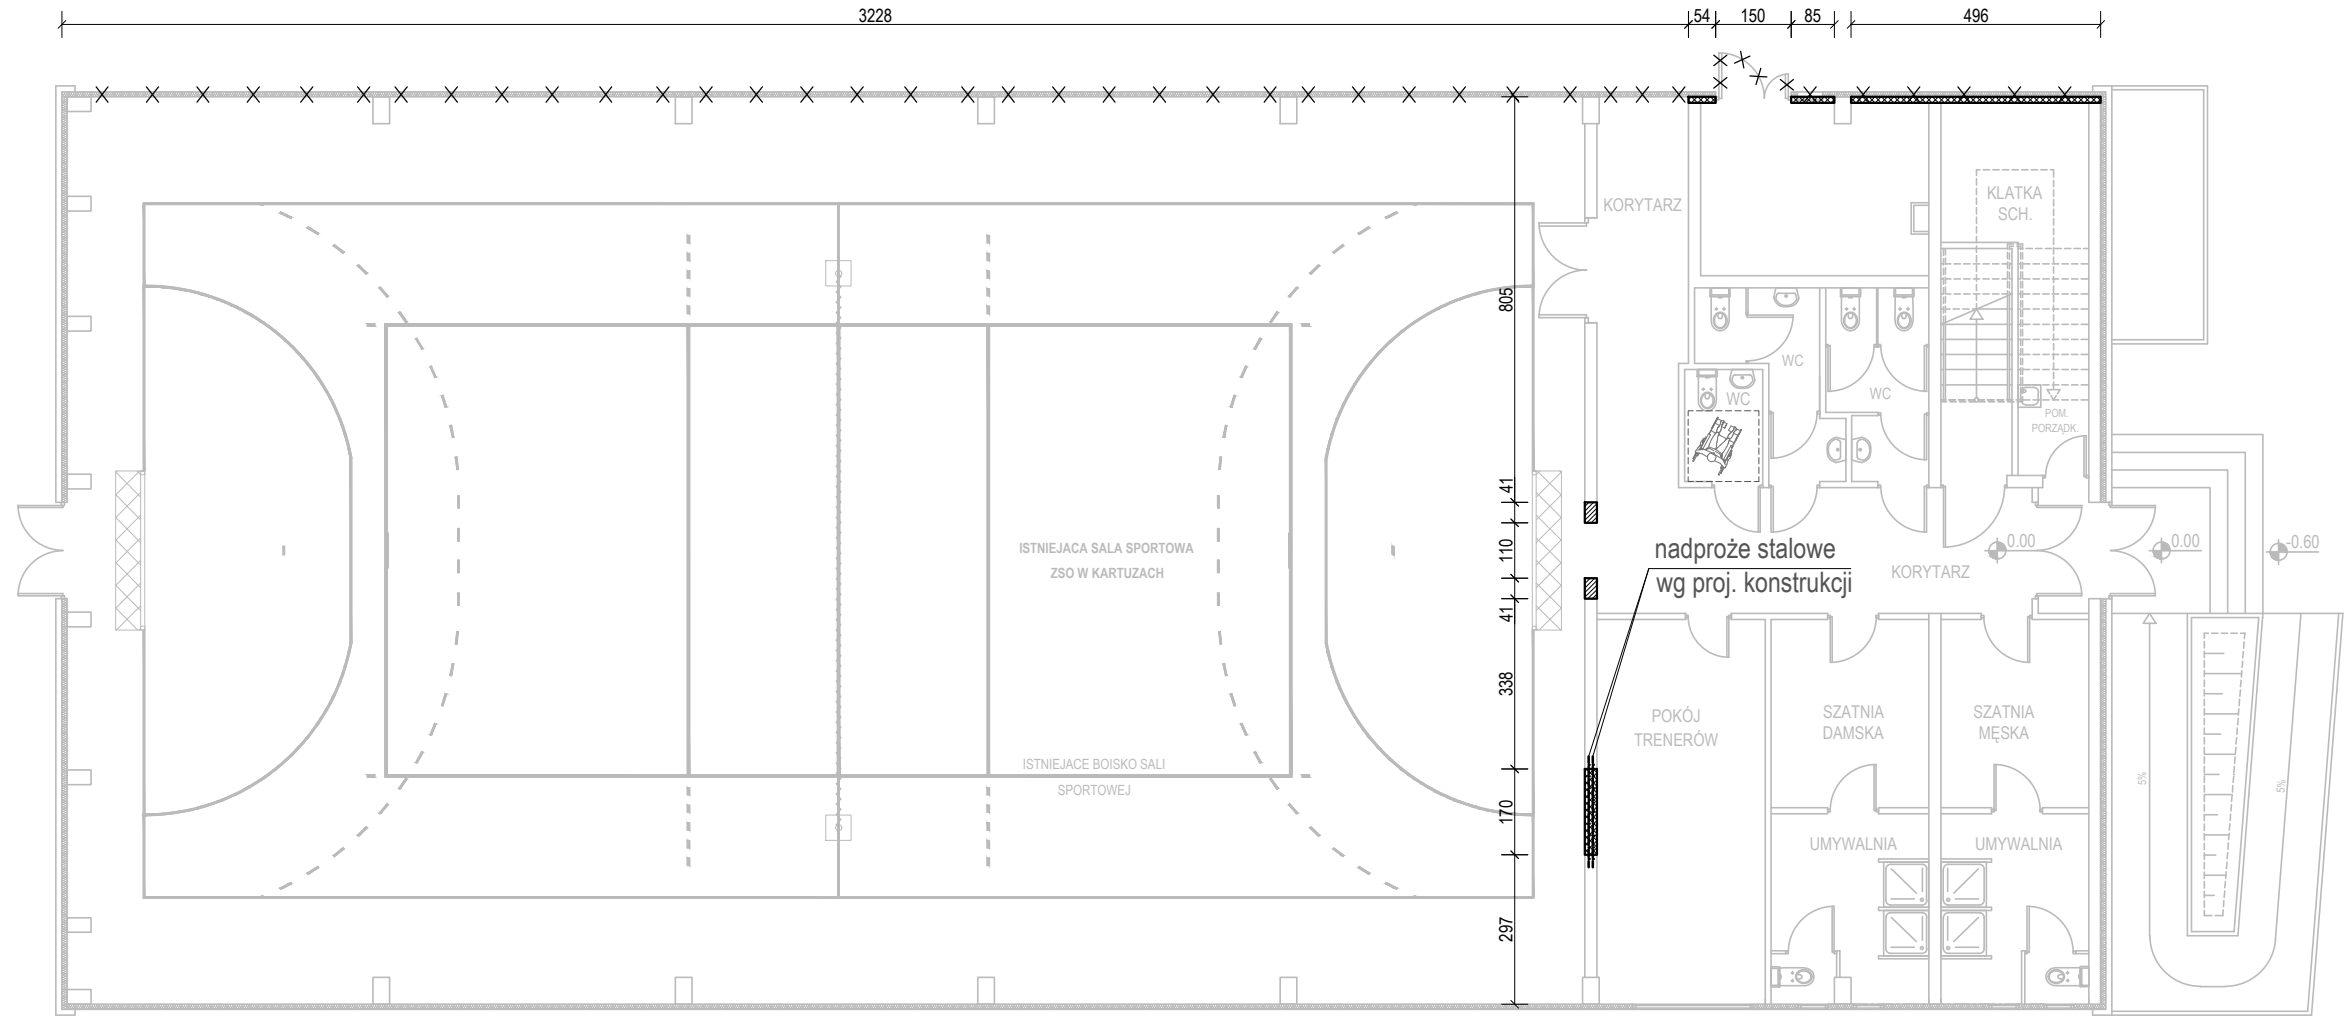 3228
54
150
85
496
KLATKA
SCH.
KORYTARZ
805
WC
WC
WC
POM.
PORZĄDK.
41
110
41
ISTNIEJACA SALA SPORTOWA
ZSO W KARTUZACH
nadproże stalowe
wg proj. konstrukcji
0.00
0.00
-0.60
KORYTARZ
338
POKÓJ
TRENERÓW
SZATNIA
DAMSKA
SZATNIA
MĘSKA
ISTNIEJACE BOISKO SALI
SPORTOWEJ
5%
5%
170
UMYWALNIA
UMYWALNIA
297